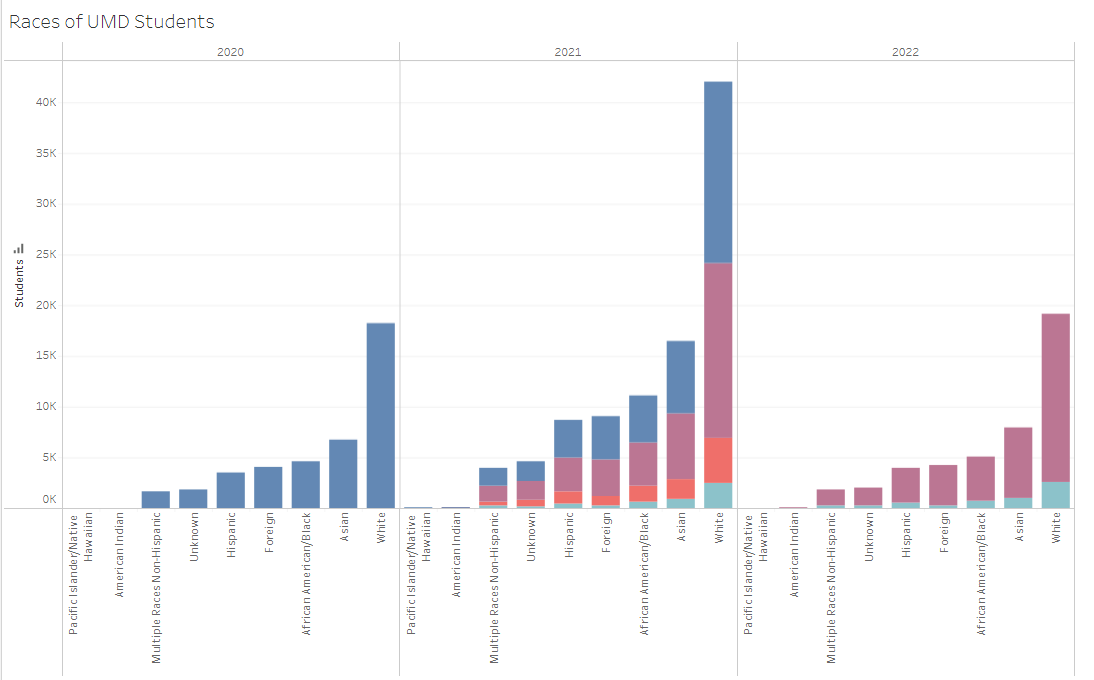 Races of UMD Students
2020
2021
2022
40K
35K
30K
25K
20K
15K
10K
5K
0K
Students
Pacific Islander/Native
Hawaiian
American Indian
Multiple Races Non-Hispanic
Unknown
Hispanic
Foreign
African American/Black
Asian
White
Pacific Islander/Native
Hawaiian
American Indian
Multiple Races Non-Hispanic
Unknown
Hispanic
Foreign
African American/Black
Asian
White
Pacific Islander/Native
Hawaiian
American Indian
Multiple Races Non-Hispanic
Unknown
Hispanic
Foreign
African American/Black
Asian
White